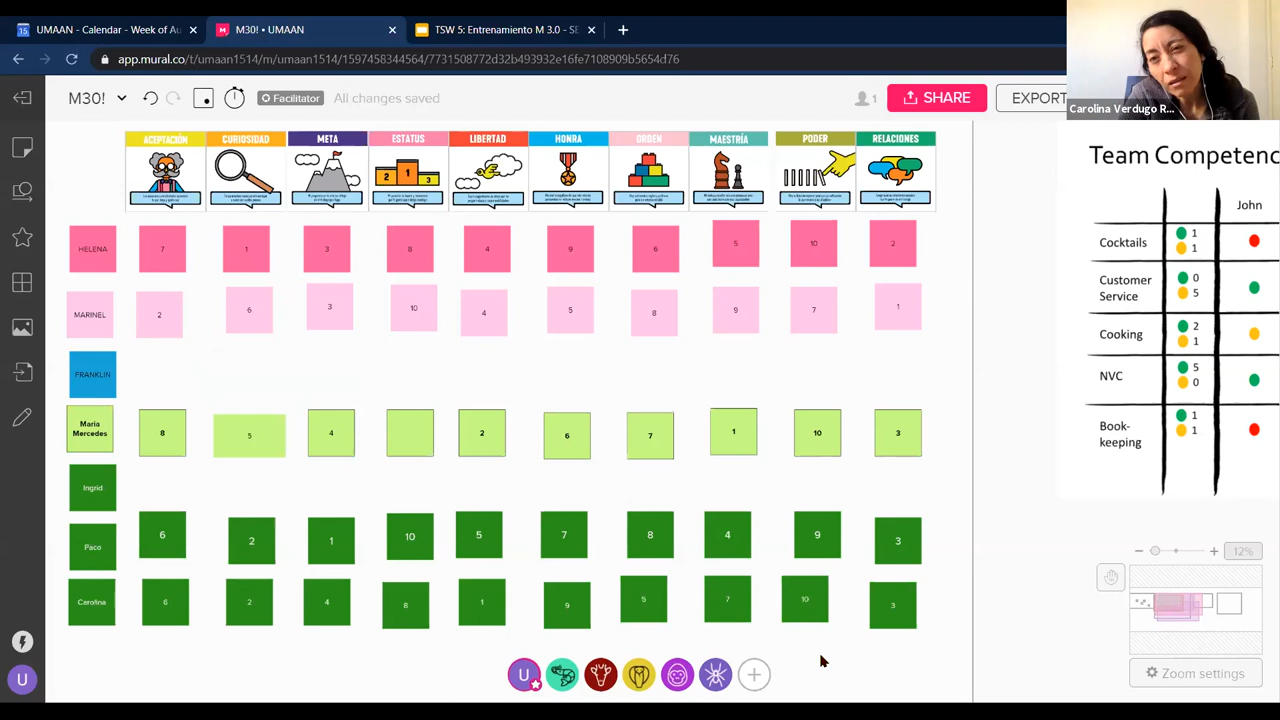 UMAAN - Calendar - Week of Au
M30! • UMAAN
TSW 5: Entrenamiento M 3.0 - SE
app.mural.co/t/umaan1514/m/umaan1514/1597458344564/7731508772d32b493932e16fe7108909b5654d76
Carolina Verdugo R...
M30!
Facilitator
All changes saved
1
SHARE
EXPORT
ACEPTACIÓN CURIOSIDAD META ESTATUS LIBERTAD HONRA ORDEN MAESTRÍA PODER RELACIONES
2 1 3
HELENA 7 1 3 8 4 9 6 5 10 2
MARINEL 2 6 3 10 4 5 8 9 7 1
FRANKLIN
Maria
Mercedes 8 5 4 2 6 7 1 10 3
Ingrid
Paco 6 2 1 10 5 7 8 4 9 3
Carolina 6 2 4 8 1 9 5 7 10 3
Team Competenc
John
Cocktails 1
1
Customer
Service 0
5
Cooking 2
1
NVC 5
0
Book-
keeping 1
1
12%
Zoom settings
U
U